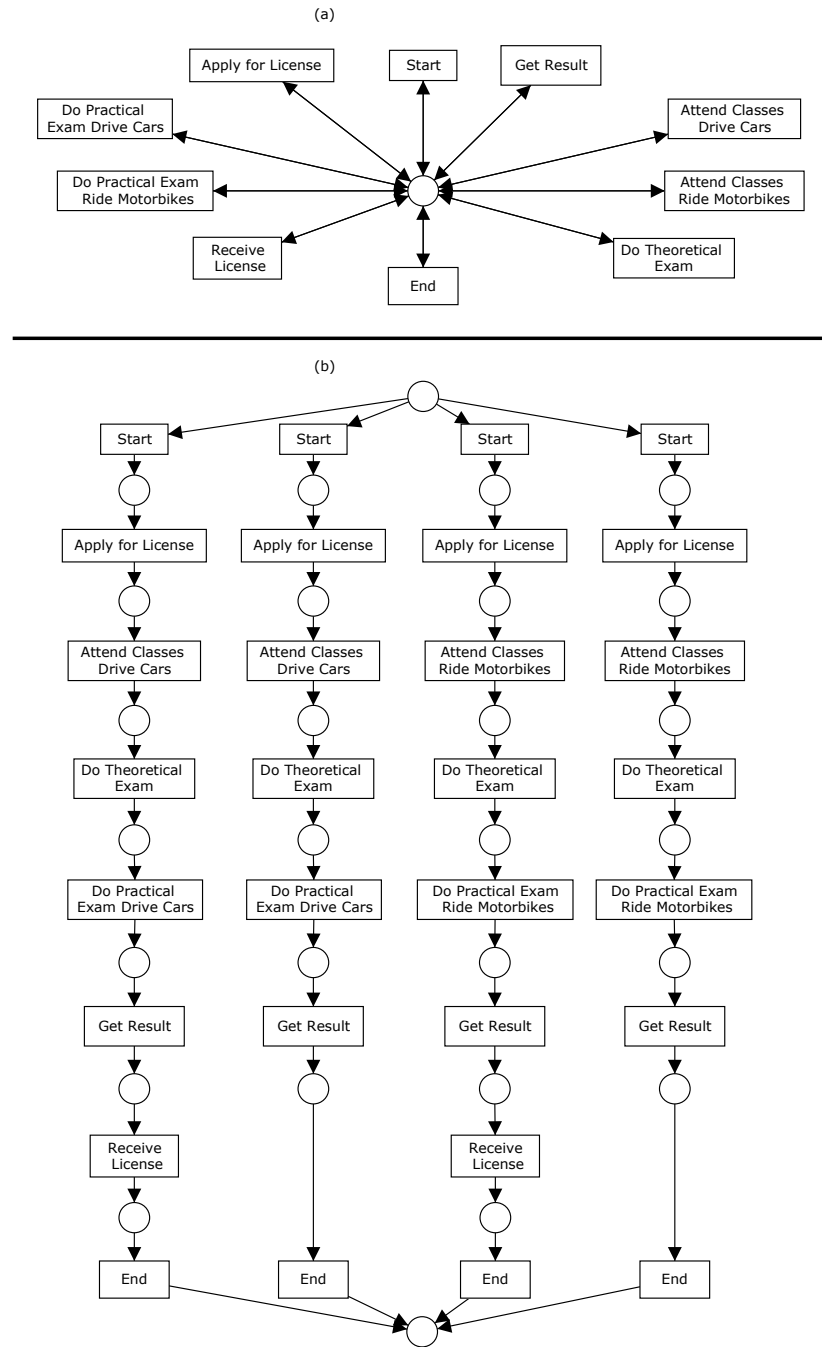 (a)
Apply for License
Start
Get Result
Do Practical
Exam Drive Cars
Attend Classes
Drive Cars
Do Practical Exam
Ride Motorbikes
Attend Classes
Ride Motorbikes
Receive
License
Do Theoretical
Exam
End
(b)
Start
Start
Start
Start
Apply for License
Apply for License
Apply for License
Apply for License
Attend Classes
Drive Cars
Attend Classes
Drive Cars
Attend Classes
Ride Motorbikes
Attend Classes
Ride Motorbikes
Do Theoretical
Exam
Do Theoretical
Exam
Do Theoretical
Exam
Do Theoretical
Exam
Do Practical
Exam Drive Cars
Do Practical
Exam Drive Cars
Do Practical Exam
Ride Motorbikes
Do Practical Exam
Ride Motorbikes
Get Result
Get Result
Get Result
Get Result
Receive
License
Receive
License
End
End
End
End